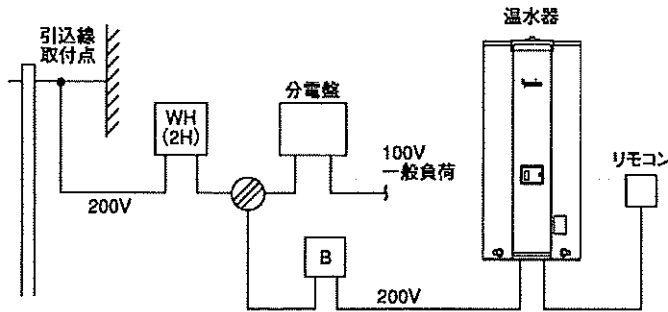 温水器
引込線
取付点
分電盤
WH
(2H)
100V
一般負荷
リモコン
200V
B
200V